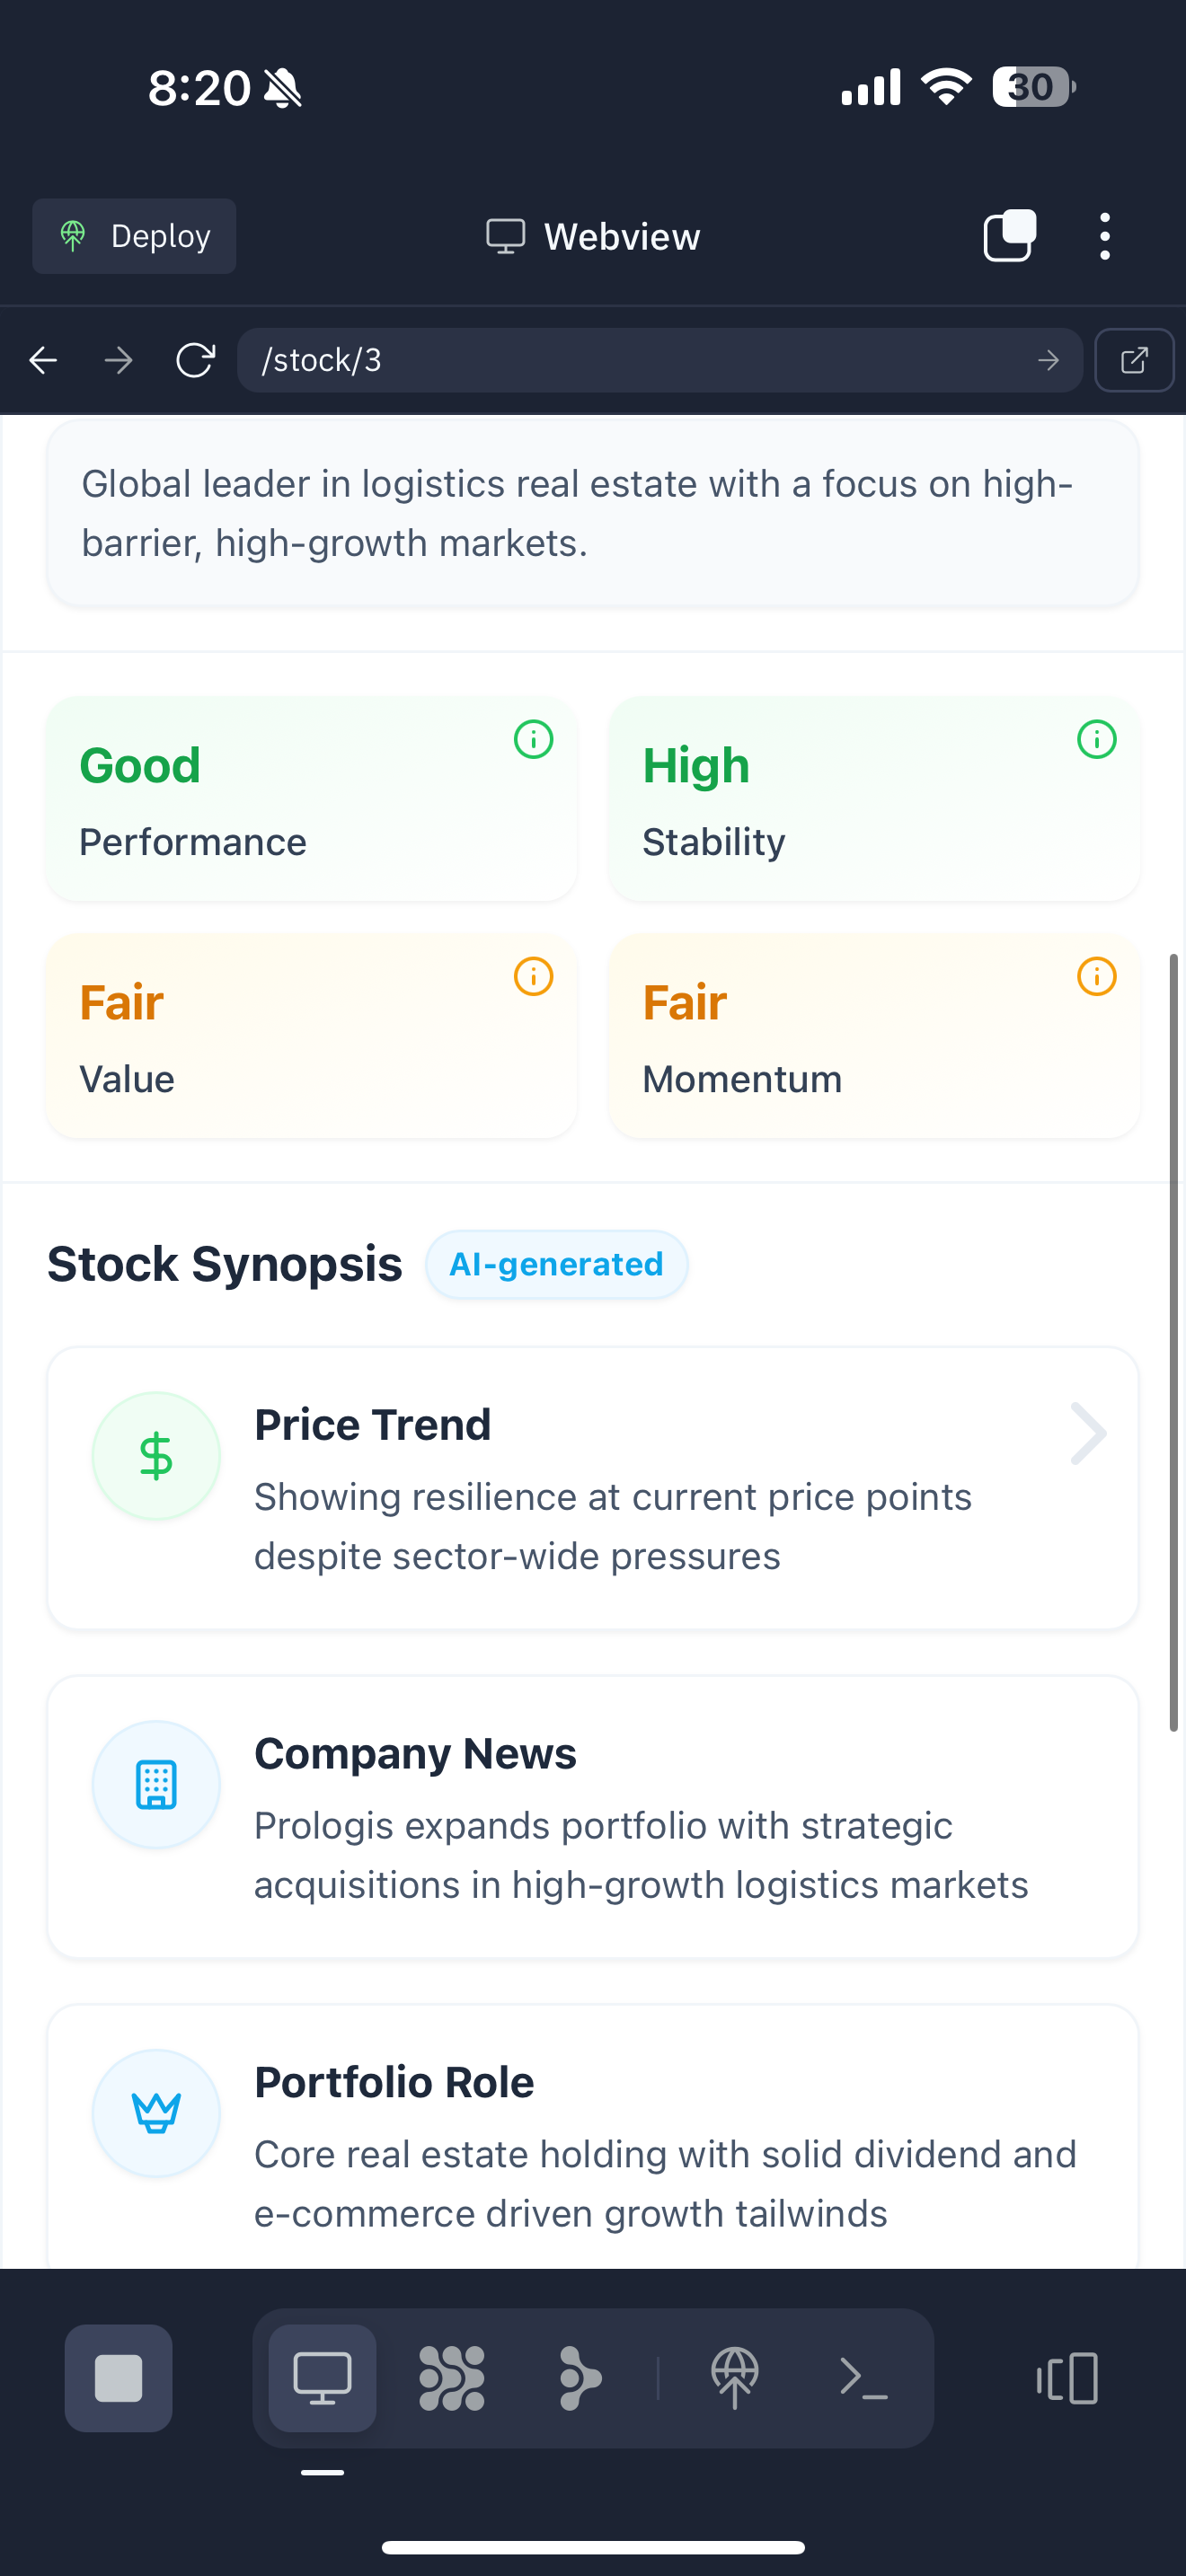 8:20
30
Deploy
Webview
/stock/3
Global leader in logistics real estate with a focus on high-
barrier, high-growth markets.
Good
Performance
High
Stability
Fair
Value
Fair
Momentum
Stock Synopsis
AI-generated
Price Trend
Showing resilience at current price points
despite sector-wide pressures
Company News
Prologis expands portfolio with strategic
acquisitions in high-growth logistics markets
Portfolio Role
Core real estate holding with solid dividend and
e-commerce driven growth tailwinds